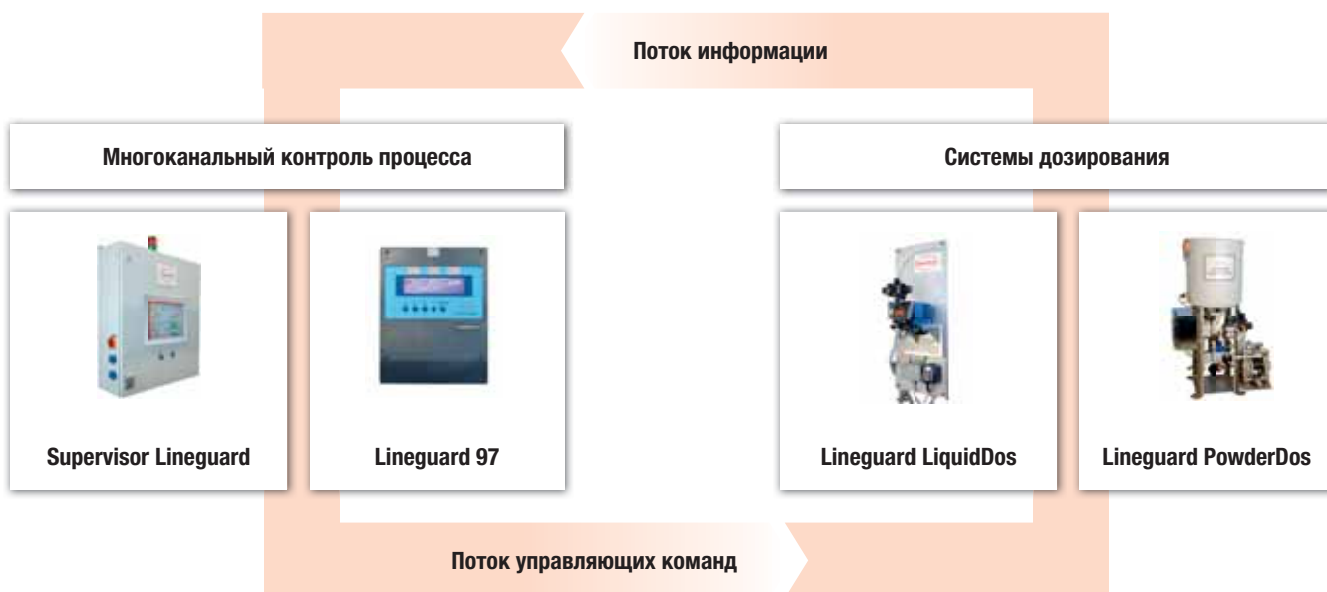 Поток информации
Многоканальный контроль процесса
Системы дозирования
Supervisor Lineguard
Lineguard 97
Lineguard LiquidDos
Lineguard PowderDos
Поток управляющих команд